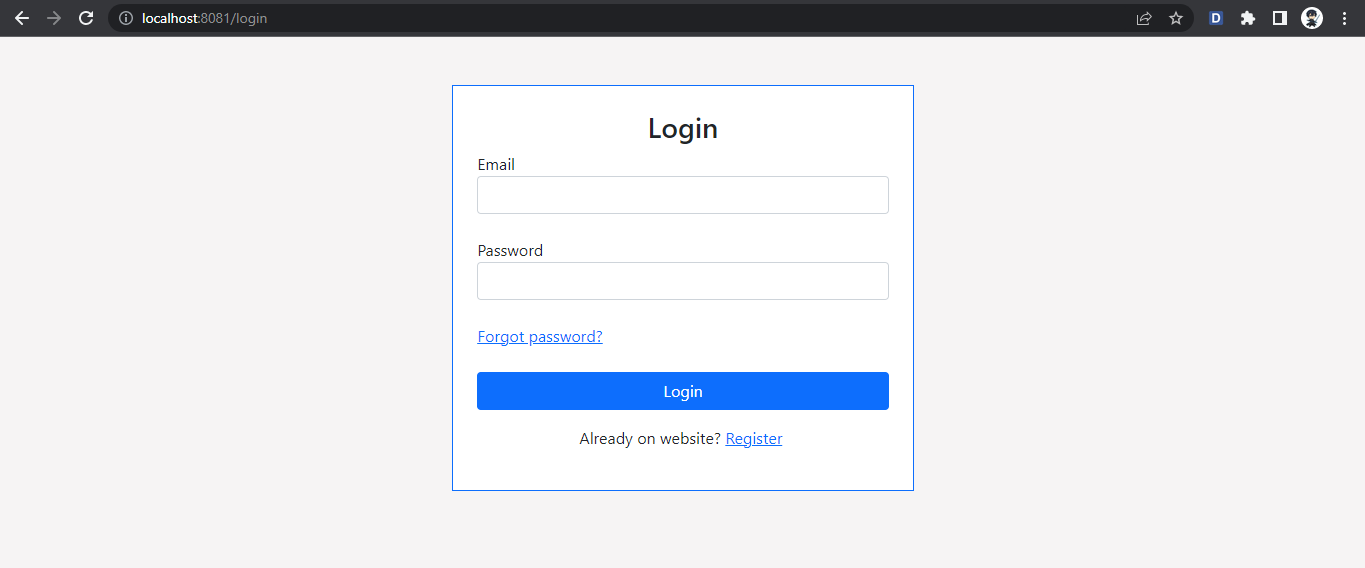 localhost:8081/login
D
Login
Email
Password
Forgot password?
Login
Already on website? Register